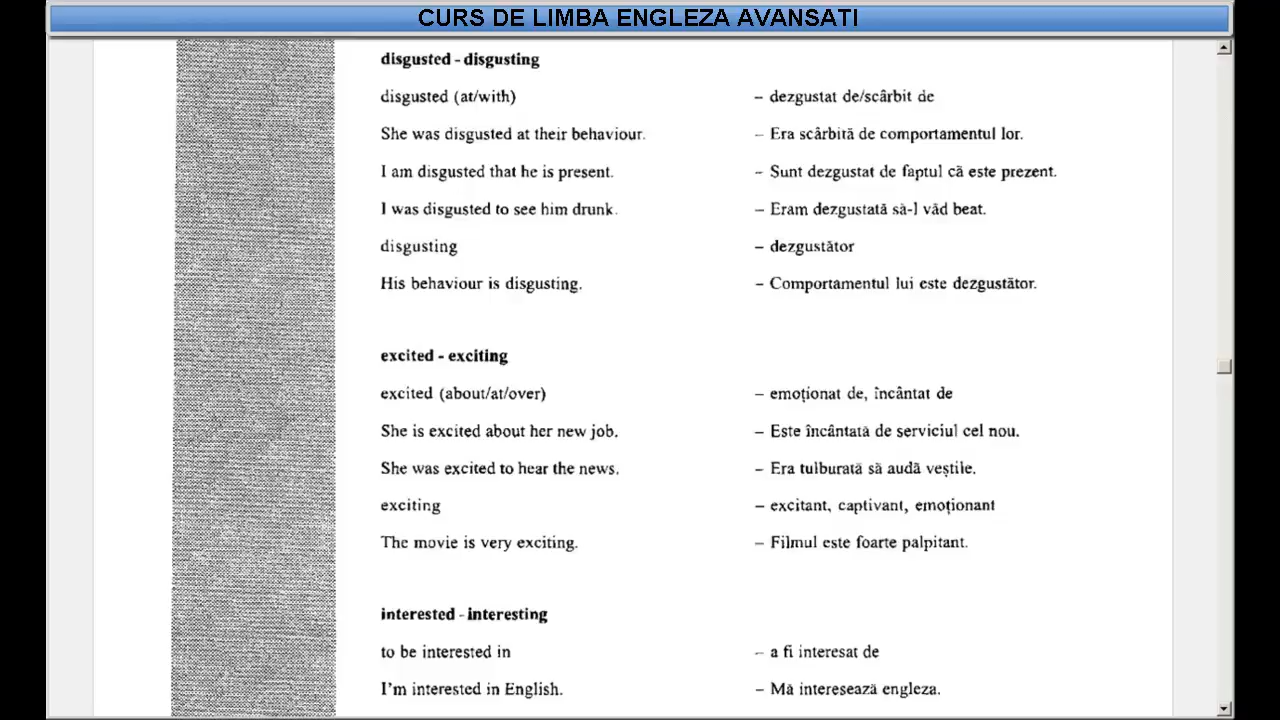 CURS DE LIMBA ENGLEZA AVANSATI
disgusted - disgusting
disgusted (at/with) – dezgustat de/scârbit de
She was disgusted at their behaviour. – Era scârbită de comportamentul lor.
I am disgusted that he is present. – Sunt dezgustat de faptul că este prezent.
I was disgusted to see him drunk. – Eram dezgustată să-l văd beat.
disgusting – dezgustător
His behaviour is disgusting. – Comportamentul lui este dezgustător.
excited - exciting
excited (about/at/over) – emoționat de, încântat de
She is excited about her new job. – Este încântată de serviciul cel nou.
She was excited to hear the news. – Era tulburată să audă veștile.
exciting – excitant, captivant, emoționant
The movie is very exciting. – Filmul este foarte palpitant.
interested - interesting
to be interested in – a fi interesat de
I'm interested in English. – Mă interesează engleza.